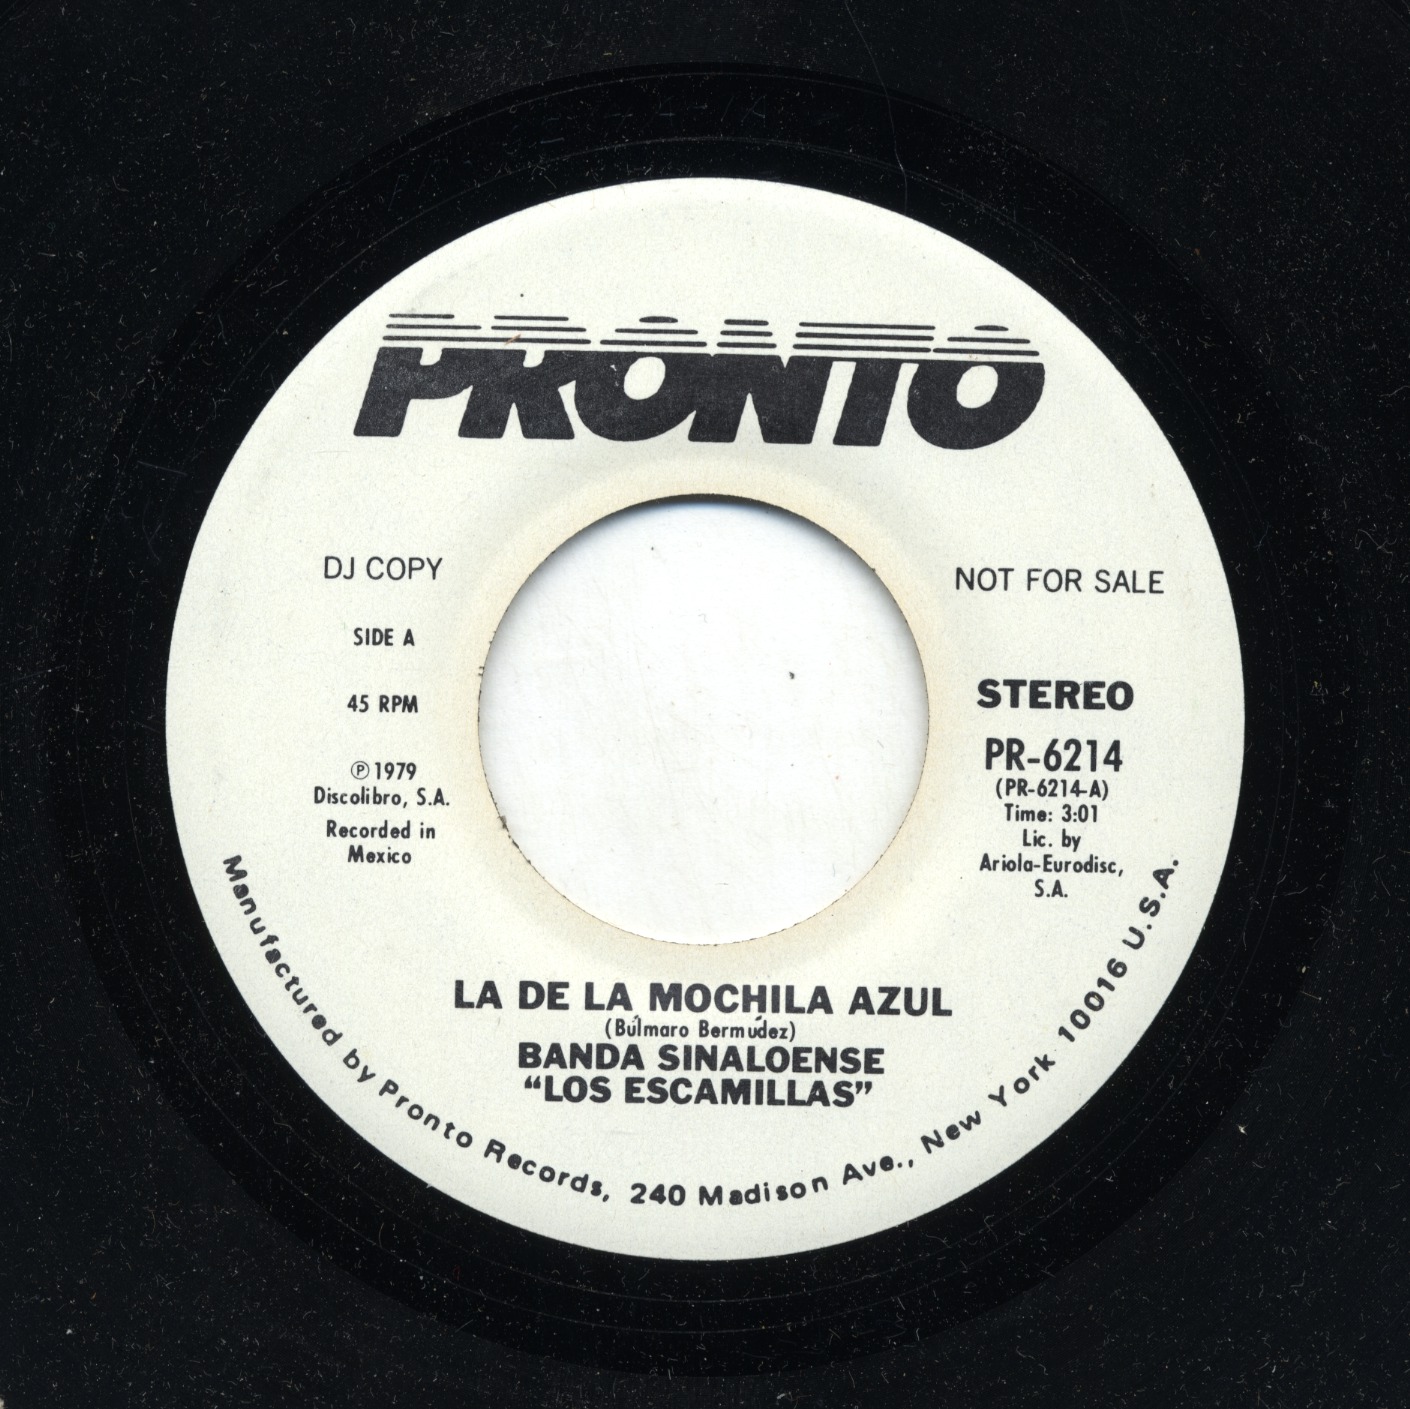 PRONTO
DJ COPY
SIDE A
45 RPM
Ⓟ1979
Discolibro, S.A.
Recorded in
Mexico
NOT FOR SALE
STEREO
PR-6214
(PR-6214-A)
Time: 3:01
Lic. by
Ariola-Eurodisc,
S.A.
LA DE LA MOCHILA AZUL
(Búlmaro Bermúdez)
BANDA SINALOENSE
“LOS ESCAMILLAS”
Manufactured by Pronto Records, 240 Madison Ave., New York 10016 U.S.A.